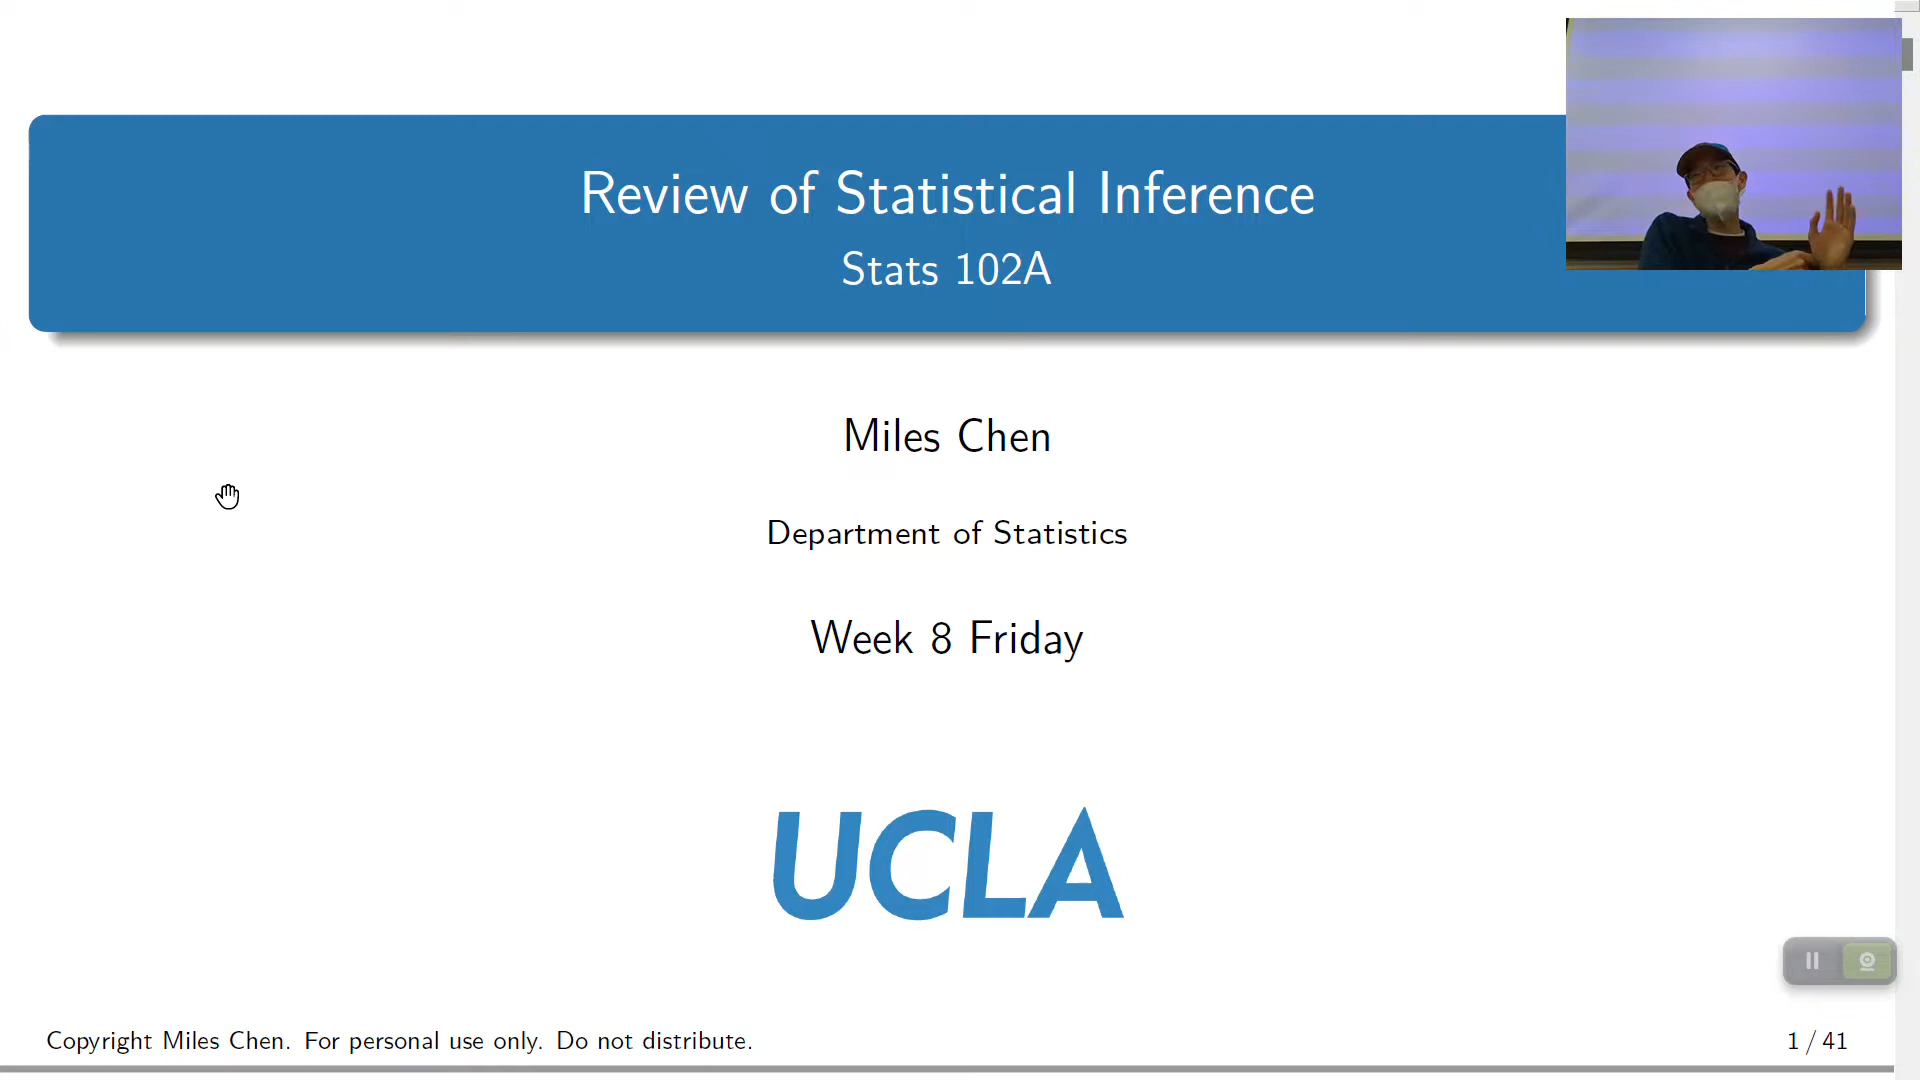 Review of Statistical Inference
Stats 102A
Miles Chen
Department of Statistics
Week 8 Friday
UCLA
Copyright Miles Chen. For personal use only. Do not distribute.
1 / 41